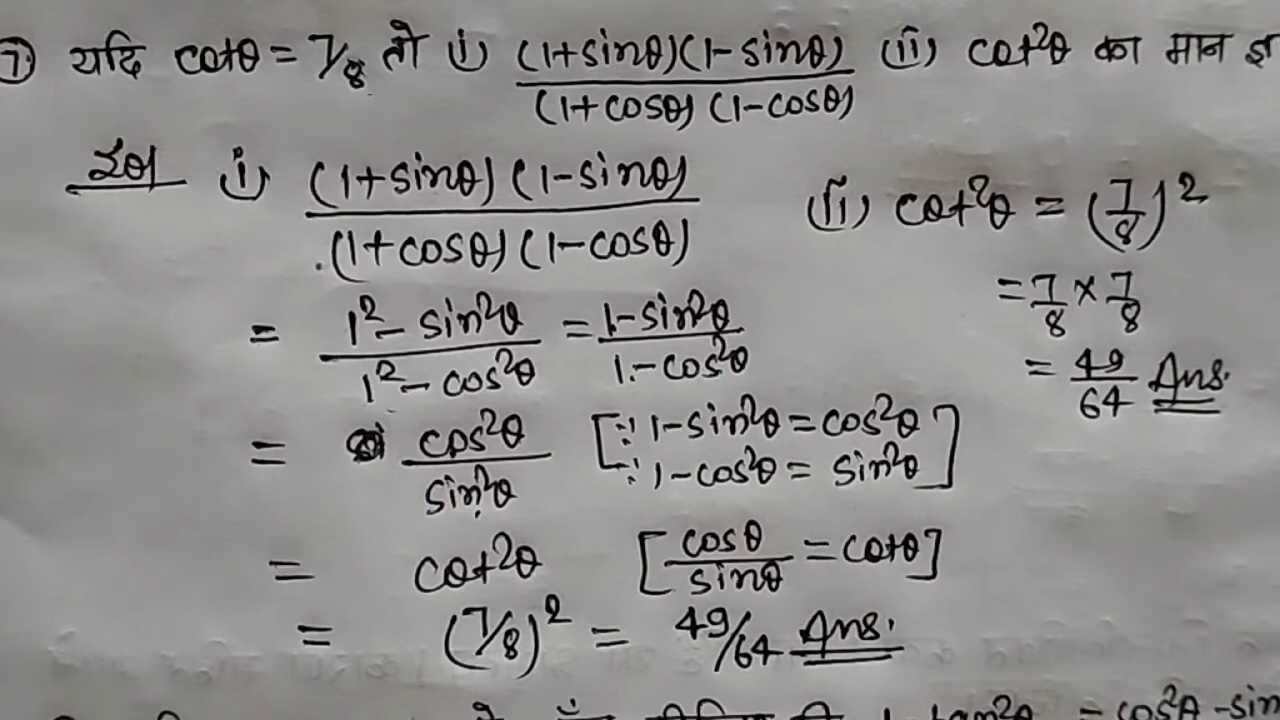 7) यदि cotθ = 7/8 तो (i) (1+sinθ)(1-sinθ)/(1+cosθ)(1-cosθ) (ii) cot²θ का मान
हल (i) (1+sinθ)(1-sinθ)/(1+cosθ)(1-cosθ)
= 1²-sin²θ/1²-cos²θ = 1-sin²θ/1-cos²θ
= cos²θ/sin²θ [∵ 1-sin²θ = cos²θ
∵ 1-cos²θ = sin²θ]
= cot²θ [cosθ/sinθ = cotθ]
= (7/8)² = 49/64 Ans.
(ii) cot²θ = (7/8)²
= 7/8 × 7/8
= 49/64 Ans.